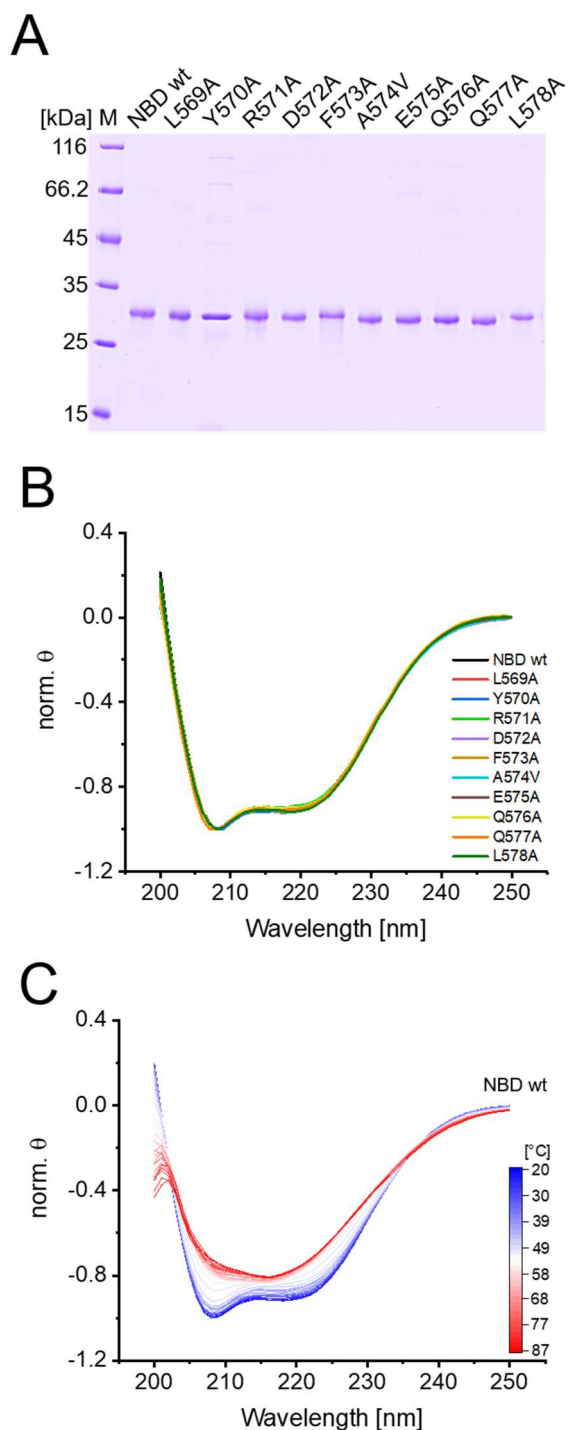 A
[kDa] M NBD wt L569A Y570A R571A D572A F573A A574V E575A Q576A Q577A L578A
116
66.2
45
35
25
15
B
0.4
0.0
-0.4
-0.8
-1.2
norm. θ
NBD wt
L569A
Y570A
R571A
D572A
F573A
A574V
E575A
Q576A
Q577A
L578A
200 210 220 230 240 250
Wavelength [nm]
C
0.4
0.0
-0.4
-0.8
-1.2
norm. θ
NBD wt
[°C]
20
30
39
49
58
68
77
87
200 210 220 230 240 250
Wavelength [nm]